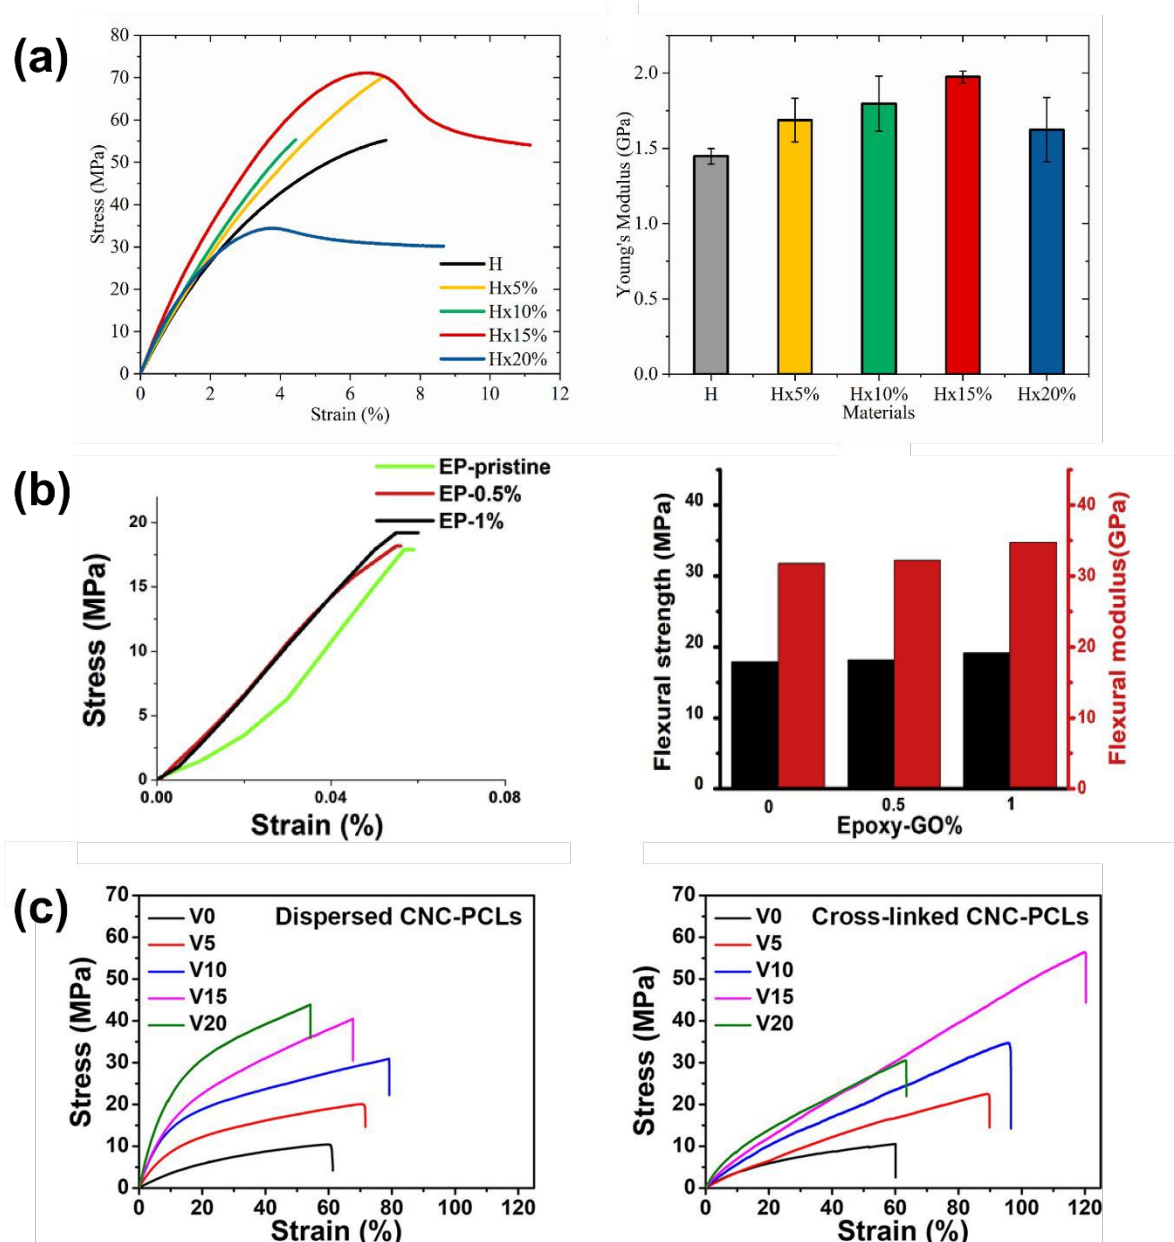 (a)
80
70
60
50
40
30
20
10
0
Stress (MPa)
0 2 4 6 8 10 12
Strain (%)
H
Hx5%
Hx10%
Hx15%
Hx20%
2.0
1.5
1.0
0.5
0.0
Young's Modulus (GPa)
H Hx5% Hx10% Hx15% Hx20%
Materials
(b)
EP-pristine
EP-0.5%
EP-1%
20
15
10
5
0
Stress (MPa)
0.00 0.04 0.08
Strain (%)
40
30
20
10
0
Flexural strength (MPa)
40
30
20
10
0
Flexural modulus(GPa)
0 0.5 1
Epoxy-GO%
(c)
70
60
50
40
30
20
10
0
Stress (MPa)
V0
V5
V10
V15
V20
Dispersed CNC-PCLs
0 20 40 60 80 100 120
Strain (%)
70
60
50
40
30
20
10
0
Stress (MPa)
V0
V5
V10
V15
V20
Cross-linked CNC-PCLs
0 20 40 60 80 100 120
Strain (%)